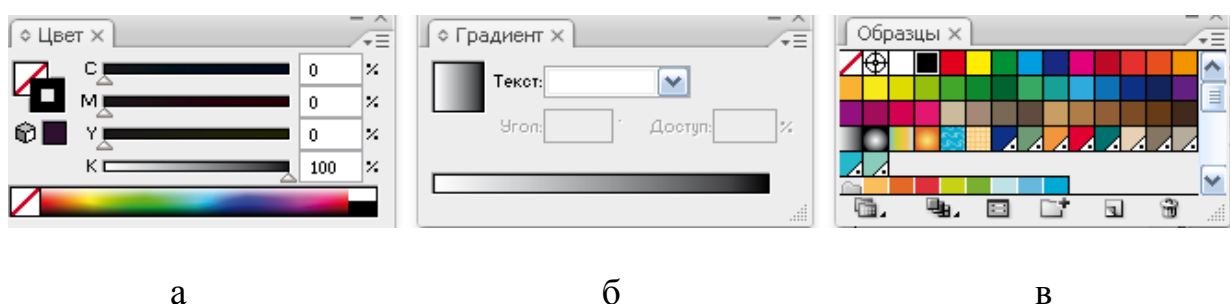 Цвет
C 0 %
M 0 %
Y 0 %
K 100 %
Градиент
Текст:
Угол: ° Доступ: %
Образцы
а б в